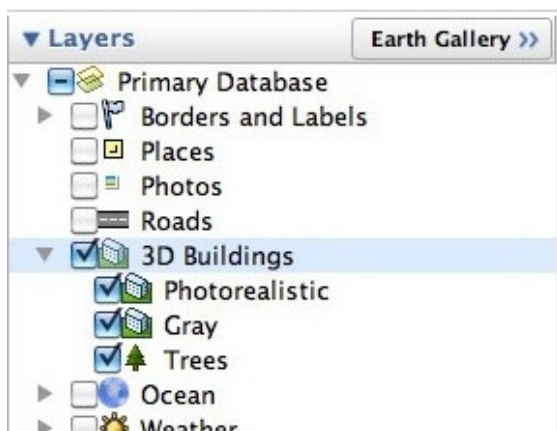 Layers
Earth Gallery >>
Primary Database
Borders and Labels
Places
Photos
Roads
3D Buildings
Photorealistic
Gray
Trees
Ocean
Weather